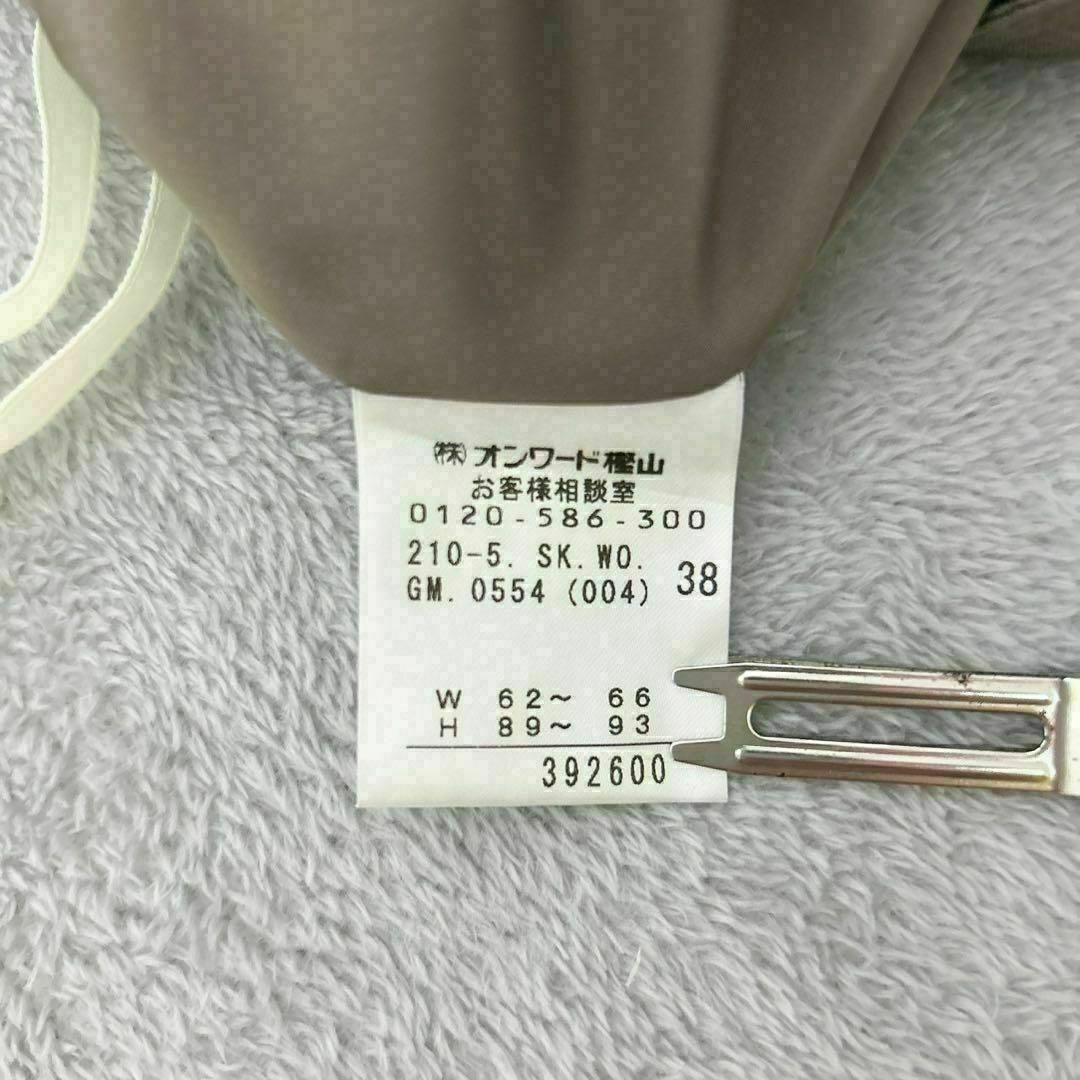 ㈱オンワード樫山
お客様相談室
0120-586-300
210-5. SK. WO.
GM. 0554 (004) 38
W 62～ 66
H 89～ 93
392600